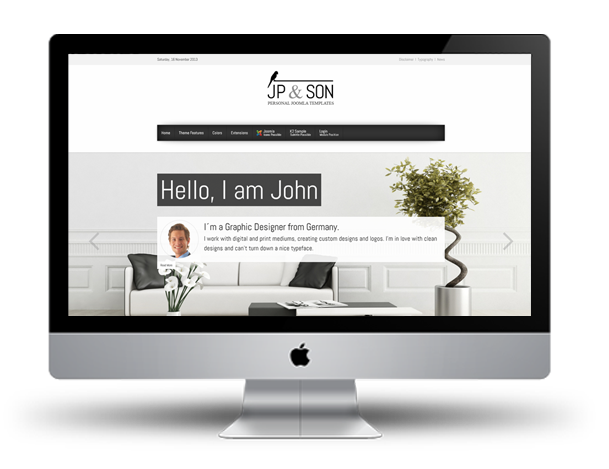 Saturday, 16 November 2013
JP & SON
PERSONAL JOOMLA TEMPLATES
Home Theme Features Colors Extensions Joomla K2 Sample Login
Hello, I am John
I´m a Graphic Designer from Germany.
I work with digital and print mediums, creating custom designs and logos. I'm in love with clean
designs and can't turn down a nice typeface.
Read More